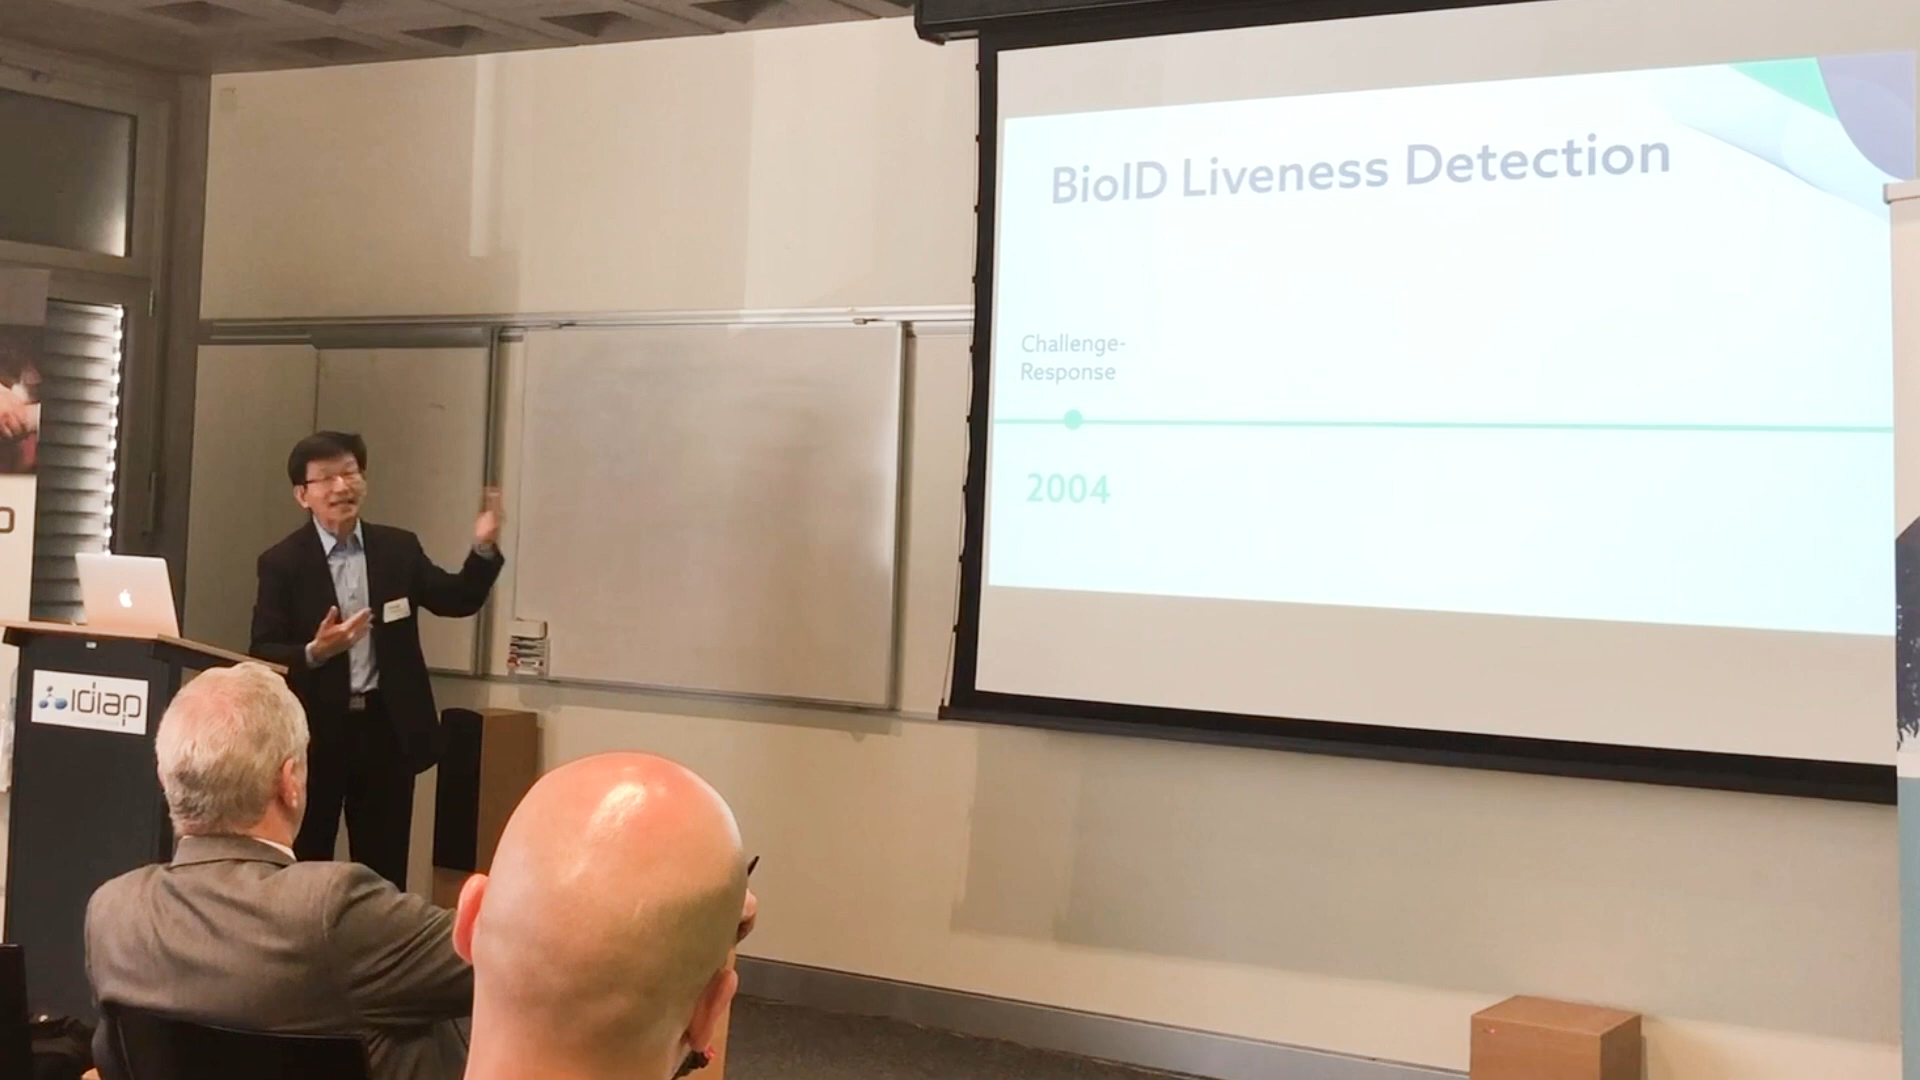 BioID Liveness Detection
Challenge-
Response
2004
idiap